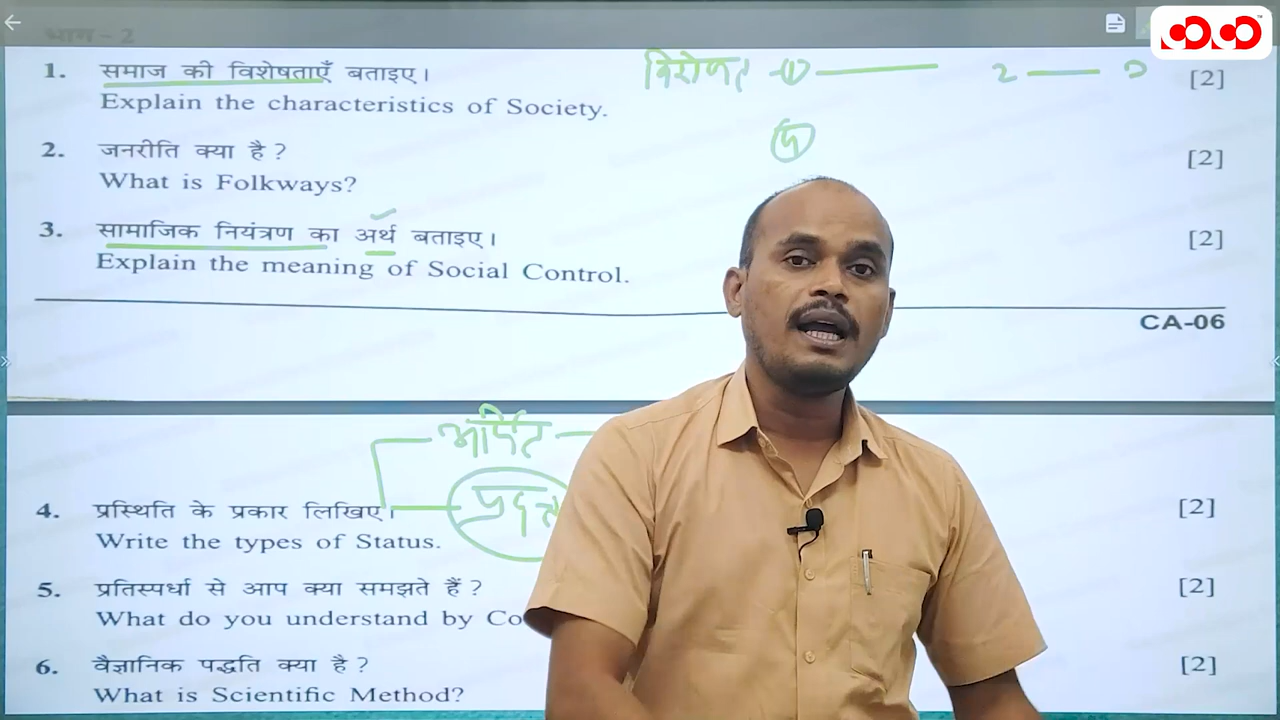 भाग – 2
1. समाज की विशेषताएँ बताइए। [2]
Explain the characteristics of Society.
2. जनरीति क्या है ? [2]
What is Folkways?
3. सामाजिक नियंत्रण का अर्थ बताइए। [2]
Explain the meaning of Social Control.
CA-06
प्रदत्त
4. प्रस्थिति के प्रकार लिखिए। [2]
Write the types of Status.
5. प्रतिस्पर्धा से आप क्या समझते हैं ? [2]
What do you understand by Co
6. वैज्ञानिक पद्धति क्या है ? [2]
What is Scientific Method?